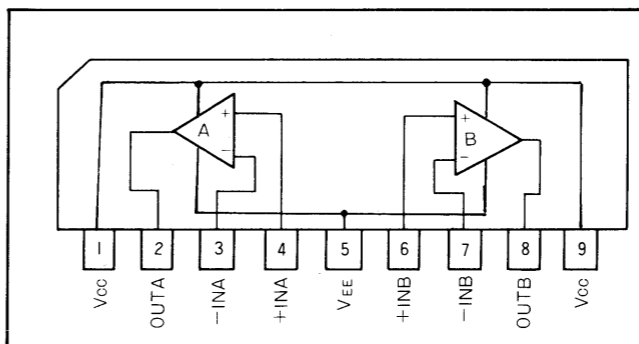 + A − + B −
1 2 3 4 5 6 7 8 9
VCC OUTA −INA +INA VEE +INB −INB OUTB VCC